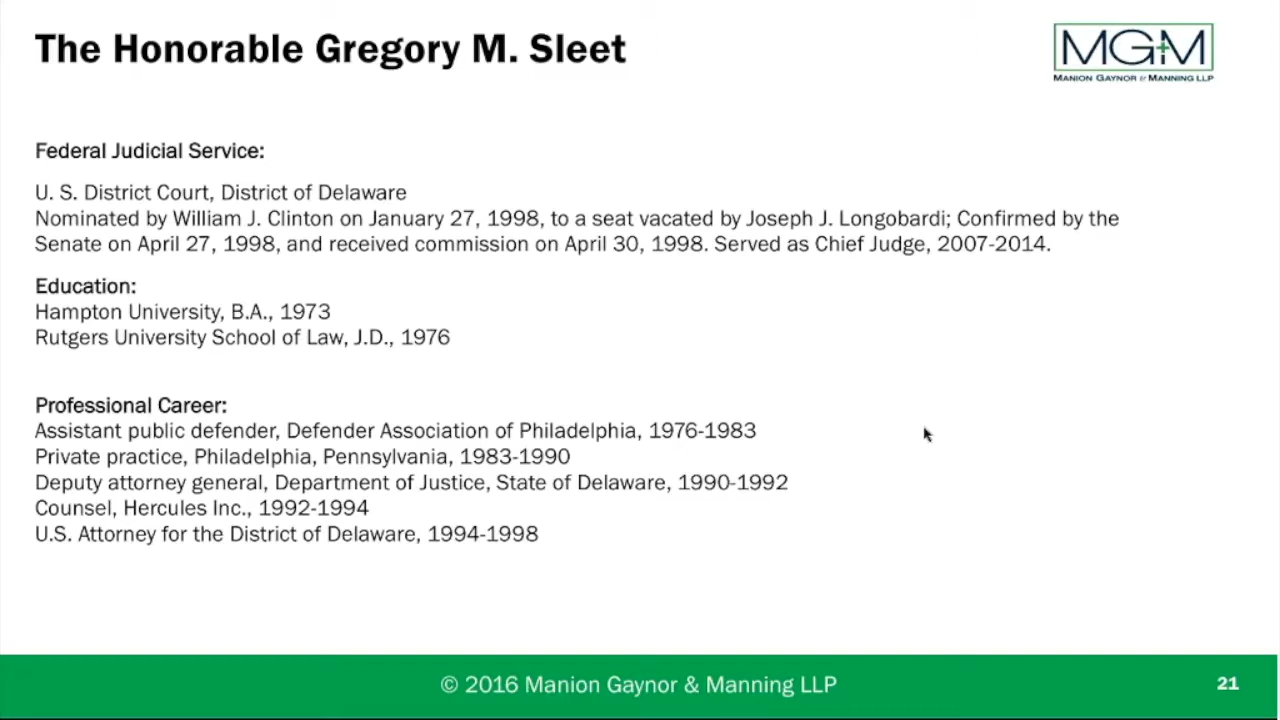 The Honorable Gregory M. Sleet
MG+M
MANION GAYNOR & MANNING LLP
Federal Judicial Service:
U. S. District Court, District of Delaware
Nominated by William J. Clinton on January 27, 1998, to a seat vacated by Joseph J. Longobardi; Confirmed by the
Senate on April 27, 1998, and received commission on April 30, 1998. Served as Chief Judge, 2007-2014.
Education:
Hampton University, B.A., 1973
Rutgers University School of Law, J.D., 1976
Professional Career:
Assistant public defender, Defender Association of Philadelphia, 1976-1983
Private practice, Philadelphia, Pennsylvania, 1983-1990
Deputy attorney general, Department of Justice, State of Delaware, 1990-1992
Counsel, Hercules Inc., 1992-1994
U.S. Attorney for the District of Delaware, 1994-1998
© 2016 Manion Gaynor & Manning LLP
21